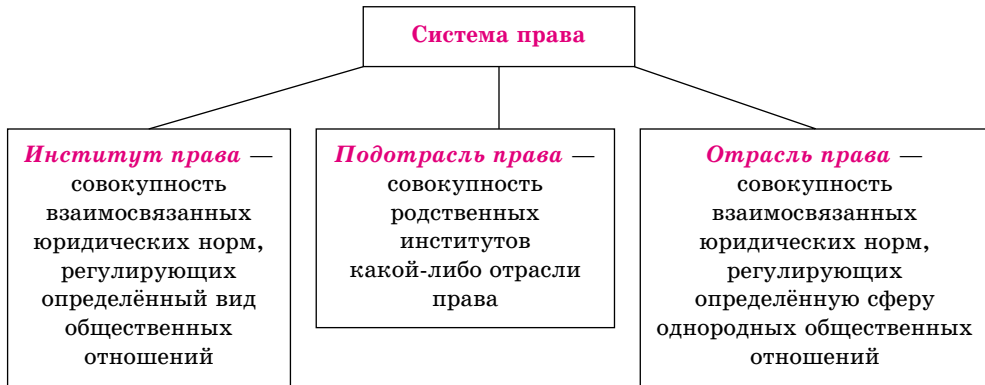 Система права
Институт права —
совокупность
взаимосвязанных
юридических норм,
регулирующих
определённый вид
общественных
отношений
Подотрасль права —
совокупность
родственных
институтов
какой-либо отрасли
права
Отрасль права —
совокупность
взаимосвязанных
юридических норм,
регулирующих
определённую сферу
однородных общественных
отношений